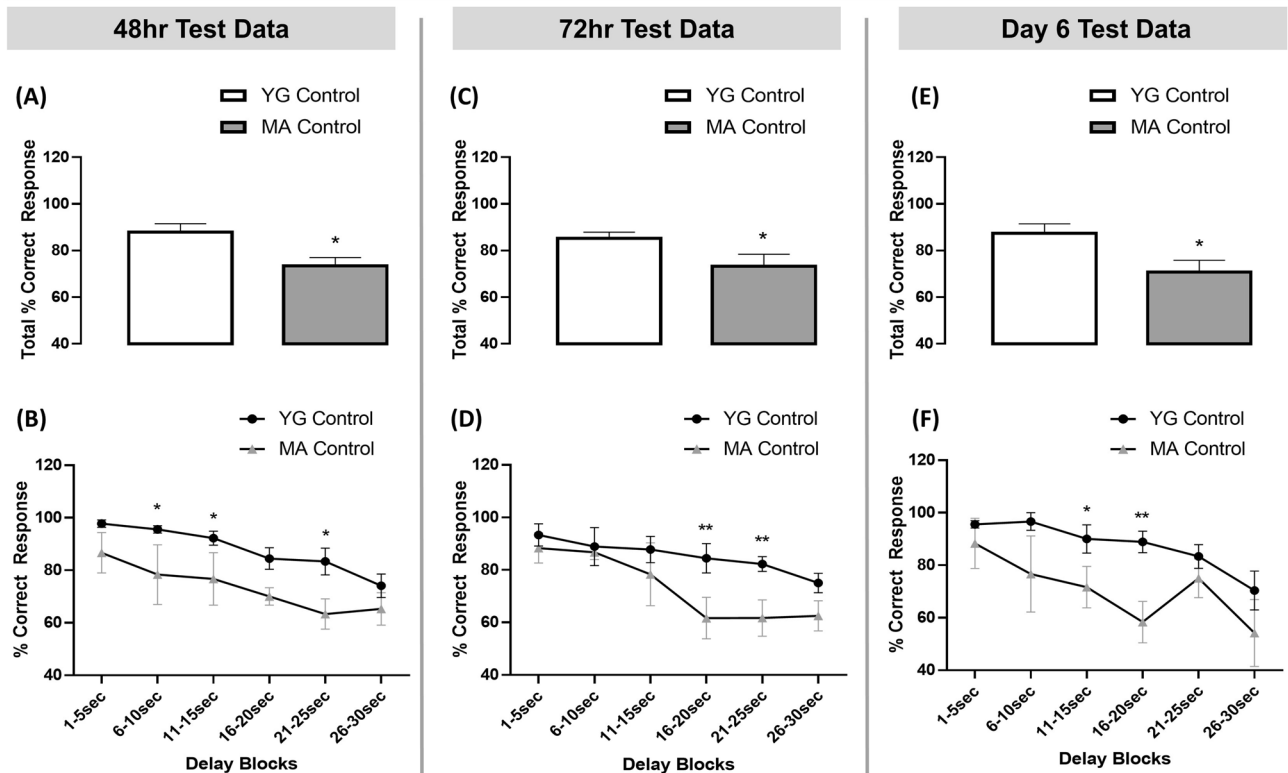 48hr Test Data
(A)
YG Control
MA Control
Total % Correct Response
120
100
80
60
40
*
(B)
YG Control
MA Control
% Correct Response
120
100
80
60
40
*
*
*
1-5sec
6-10sec
11-15sec
16-20sec
21-25sec
26-30sec
Delay Blocks
72hr Test Data
(C)
YG Control
MA Control
Total % Correct Response
120
100
80
60
40
*
(D)
YG Control
MA Control
% Correct Response
120
100
80
60
40
**
**
1-5sec
6-10sec
11-15sec
16-20sec
21-25sec
26-30sec
Delay Blocks
Day 6 Test Data
(E)
YG Control
MA Control
Total % Correct Response
120
100
80
60
40
*
(F)
YG Control
MA Control
% Correct Response
120
100
80
60
40
*
**
1-5sec
6-10sec
11-15sec
16-20sec
21-25sec
26-30sec
Delay Blocks